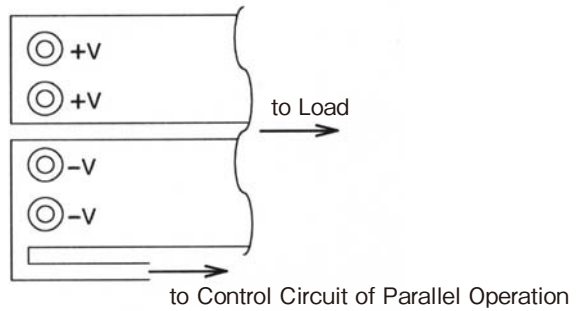 +V
+V
to Load
-V
-V
to Control Circuit of Parallel Operation